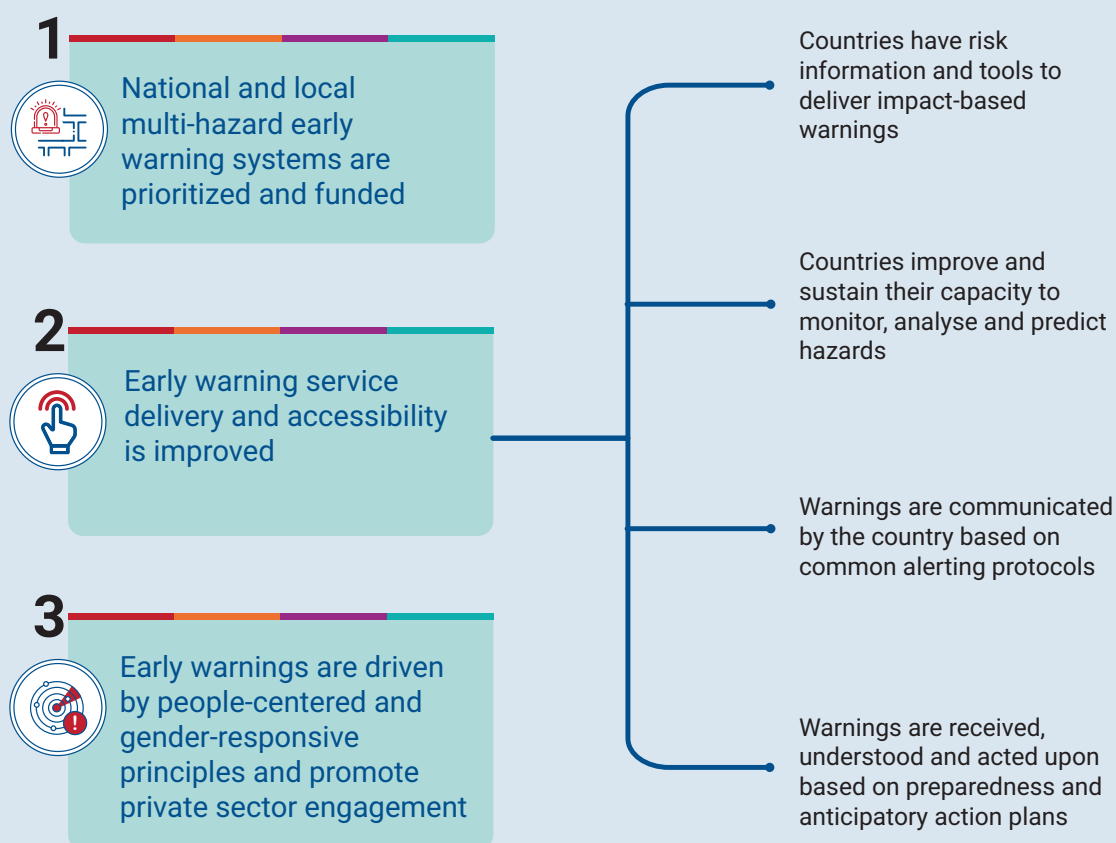 1
National and local
multi-hazard early
warning systems are
prioritized and funded
2
Early warning service
delivery and accessibility
is improved
3
Early warnings are driven
by people-centered and
gender-responsive
principles and promote
private sector engagement
Countries have risk
information and tools to
deliver impact-based
warnings
Countries improve and
sustain their capacity to
monitor, analyse and predict
hazards
Warnings are communicated
by the country based on
common alerting protocols
Warnings are received,
understood and acted upon
based on preparedness and
anticipatory action plans